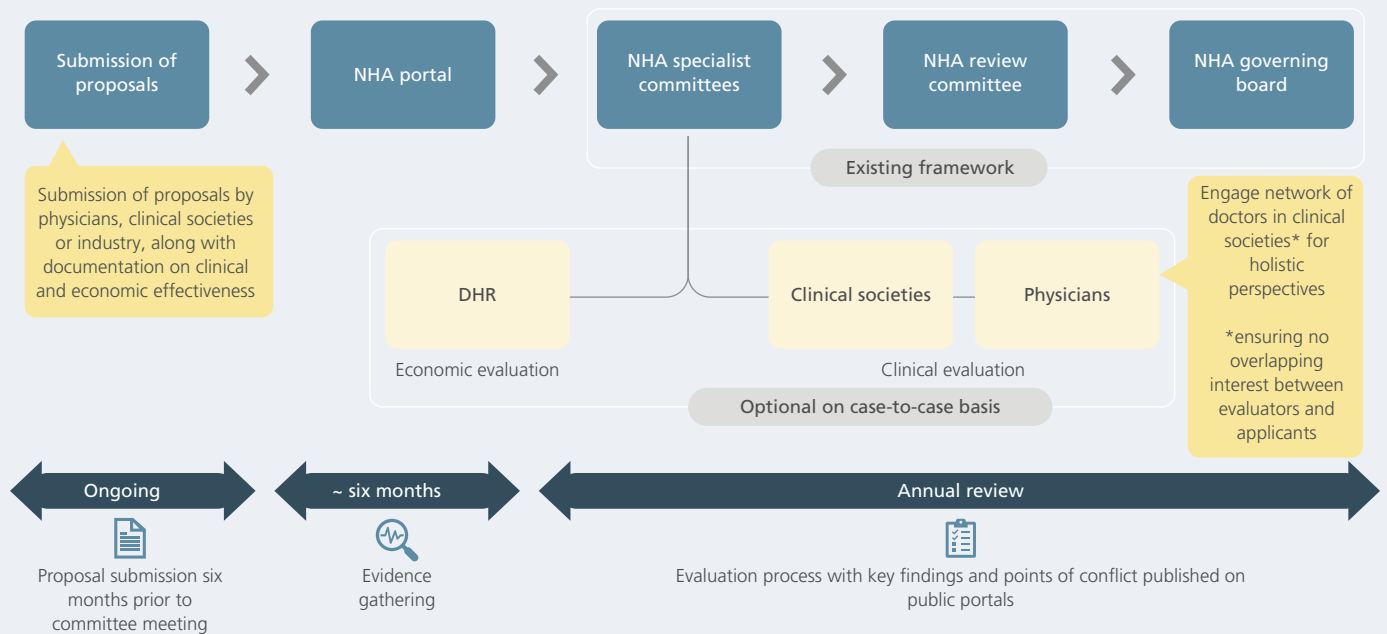 Submission of
proposals
NHA portal
NHA specialist
committees
NHA review
committee
NHA governing
board
Existing framework
Submission of proposals by
physicians, clinical societies
or industry, along with
documentation on clinical
and economic effectiveness
Engage network of
doctors in clinical
societies* for
holistic
perspectives
*ensuring no
overlapping
interest between
evaluators and
applicants
DHR
Clinical societies
Physicians
Economic evaluation
Clinical evaluation
Optional on case-to-case basis
Ongoing
~ six months
Annual review
Proposal submission six
months prior to
committee meeting
Evidence
gathering
Evaluation process with key findings and points of conflict published on
public portals